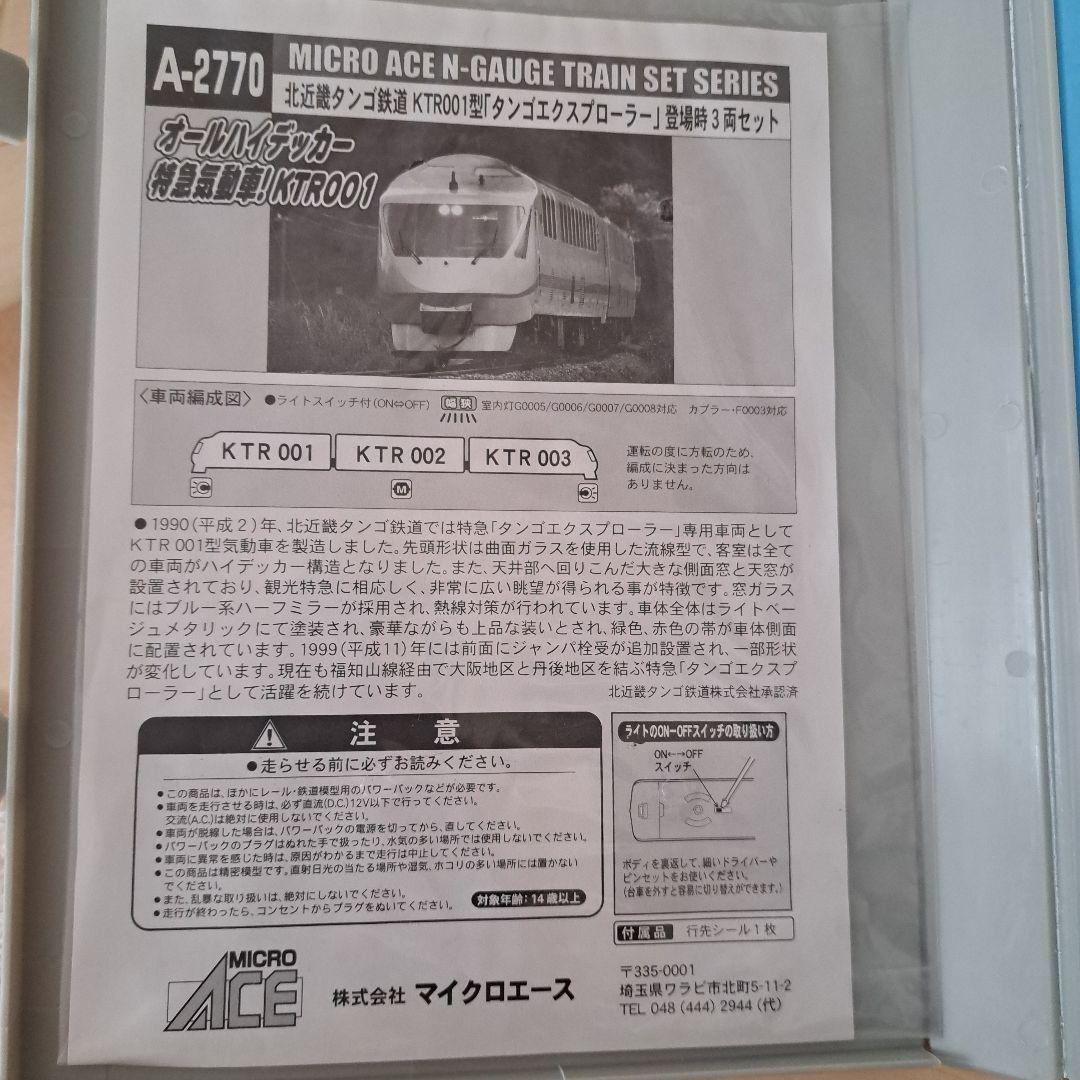 A-2770
MICRO ACE N-GAUGE TRAIN SET SERIES
北近畿タンゴ鉄道 KTR001型「タンゴエクスプローラー」登場時3両セット
オールハイデッカー
特急気動車!KTR001
〈車両編成図〉 ●ライトスイッチ付(ON⇔OFF) 幅狭 室内灯G0005/G0006/G0007/G0008対応 カプラー・F0003対応
KTR 001 KTR 002 KTR 003
M
運転の度に方転のため、
編成に決まった方向は
ありません。
●1990(平成2)年、北近畿タンゴ鉄道では特急「タンゴエクスプローラー」専用車両として
KTR 001型気動車を製造しました。先頭形状は曲面ガラスを使用した流線型で、客室は全て
の車両がハイデッカー構造となりました。また、天井部へ回りこんだ大きな側面窓と天窓が
設置されており、観光特急に相応しく、非常に広い眺望が得られる事が特徴です。窓ガラス
にはブルー系ハーフミラーが採用され、熱線対策が行われています。車体全体はライトベー
ジュメタリックにて塗装され、豪華ながらも上品な装いとされ、緑色、赤色の帯が車体側面
に配置されています。1999(平成11)年には前面にジャンパ栓受が追加設置され、一部形状
が変化しています。現在も福知山線経由で大阪地区と丹後地区を結ぶ特急「タンゴエクスプ
ローラー」として活躍を続けています。
北近畿タンゴ鉄道株式会社承認済
注 意
●走らせる前に必ずお読みください。
●この商品は、ほかにレール・鉄道模型用のパワーパックなどが必要です。
●車両を走行させる時は、必ず直流(D.C.)12V以下で行ってください。
交流(A.C.)は絶対に使用しないでください。
●車両が脱線した場合は、パワーパックの電源を切ってから、直してください。
●パワーパックのプラグはぬれた手で扱ったり、水気の多い場所では使用しないでください。
●車両に異常を感じた時は、原因がわかるまで走行は中止してください。
●この商品は精密模型です。直射日光の当たる場所や湿気、ホコリの多い場所には置かない
でください。
●また、乱暴な取り扱いは、絶対にしないでください。
●走行が終わったら、コンセントからプラグをぬいてください。
対象年齢:14歳以上
ライトのON-OFFスイッチの取り扱い方
ON←→OFF
スイッチ
ボディを裏返して、細いドライバーや
ピンセットをお使いください。
(台車を外すと容易に切り替えができます。)
付属品 行先シール1枚
MICRO
ACE
株式会社 マイクロエース
〒335-0001
埼玉県ワラビ市北町5-11-2
TEL 048 (444) 2944 (代)